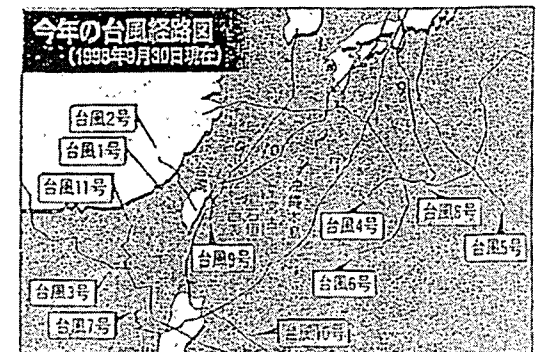 今年の台風経路図
(1998年9月30日現在)
台風2号
台風1号
台風11号
台風4号
台風8号
台風5号
台風9号
台風3号
台風6号
台風7号
台風10号